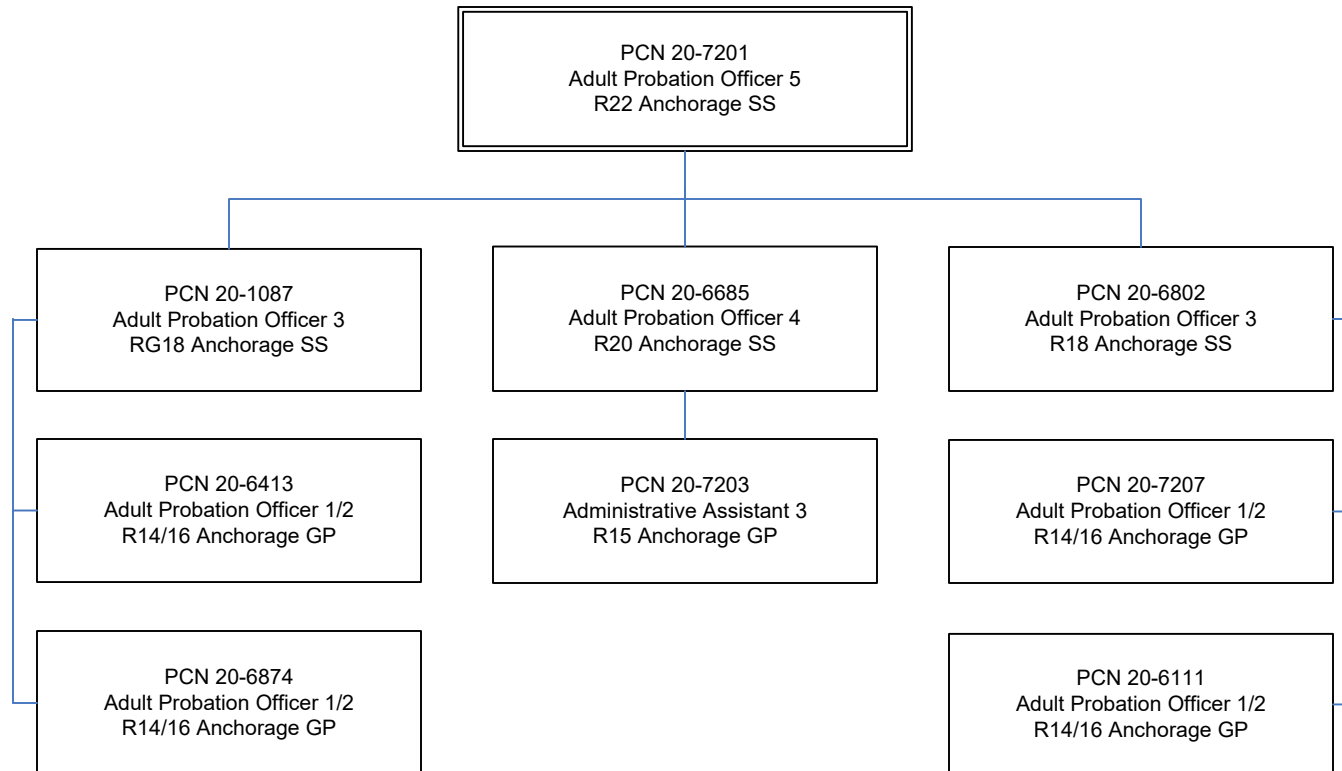 PCN 20-7201
Adult Probation Officer 5
R22 Anchorage SS
PCN 20-1087
Adult Probation Officer 3
RG18 Anchorage SS
PCN 20-6685
Adult Probation Officer 4
R20 Anchorage SS
PCN 20-6802
Adult Probation Officer 3
R18 Anchorage SS
PCN 20-6413
Adult Probation Officer 1/2
R14/16 Anchorage GP
PCN 20-7203
Administrative Assistant 3
R15 Anchorage GP
PCN 20-7207
Adult Probation Officer 1/2
R14/16 Anchorage GP
PCN 20-6874
Adult Probation Officer 1/2
R14/16 Anchorage GP
PCN 20-6111
Adult Probation Officer 1/2
R14/16 Anchorage GP